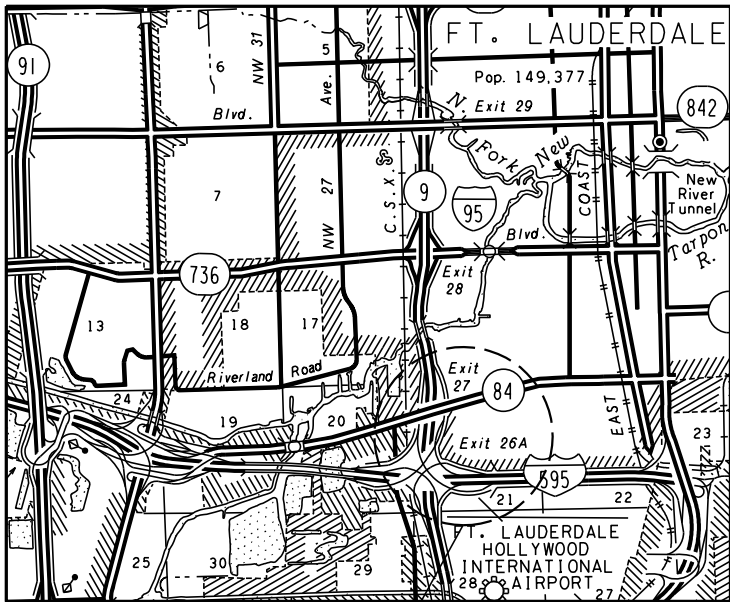 FT. LAUDERDALE
91
6
NW 31
5
Ave.
Pop. 149,377
N.
Exit 29
842
Blvd.
Fork
New
C.S.X.
S
7
27
NW
9
95
COAST
New
River
Tunnel
Blvd.
Tarpon
R.
736
Exit
28
13
18
17
Riverland Road
Exit
27
84
24
19
20
EAST
23
Exit 26A
595
21
22
FT. LAUDERDALE
HOLLYWOOD
INTERNATIONAL
AIRPORT
25
30
29
28
27